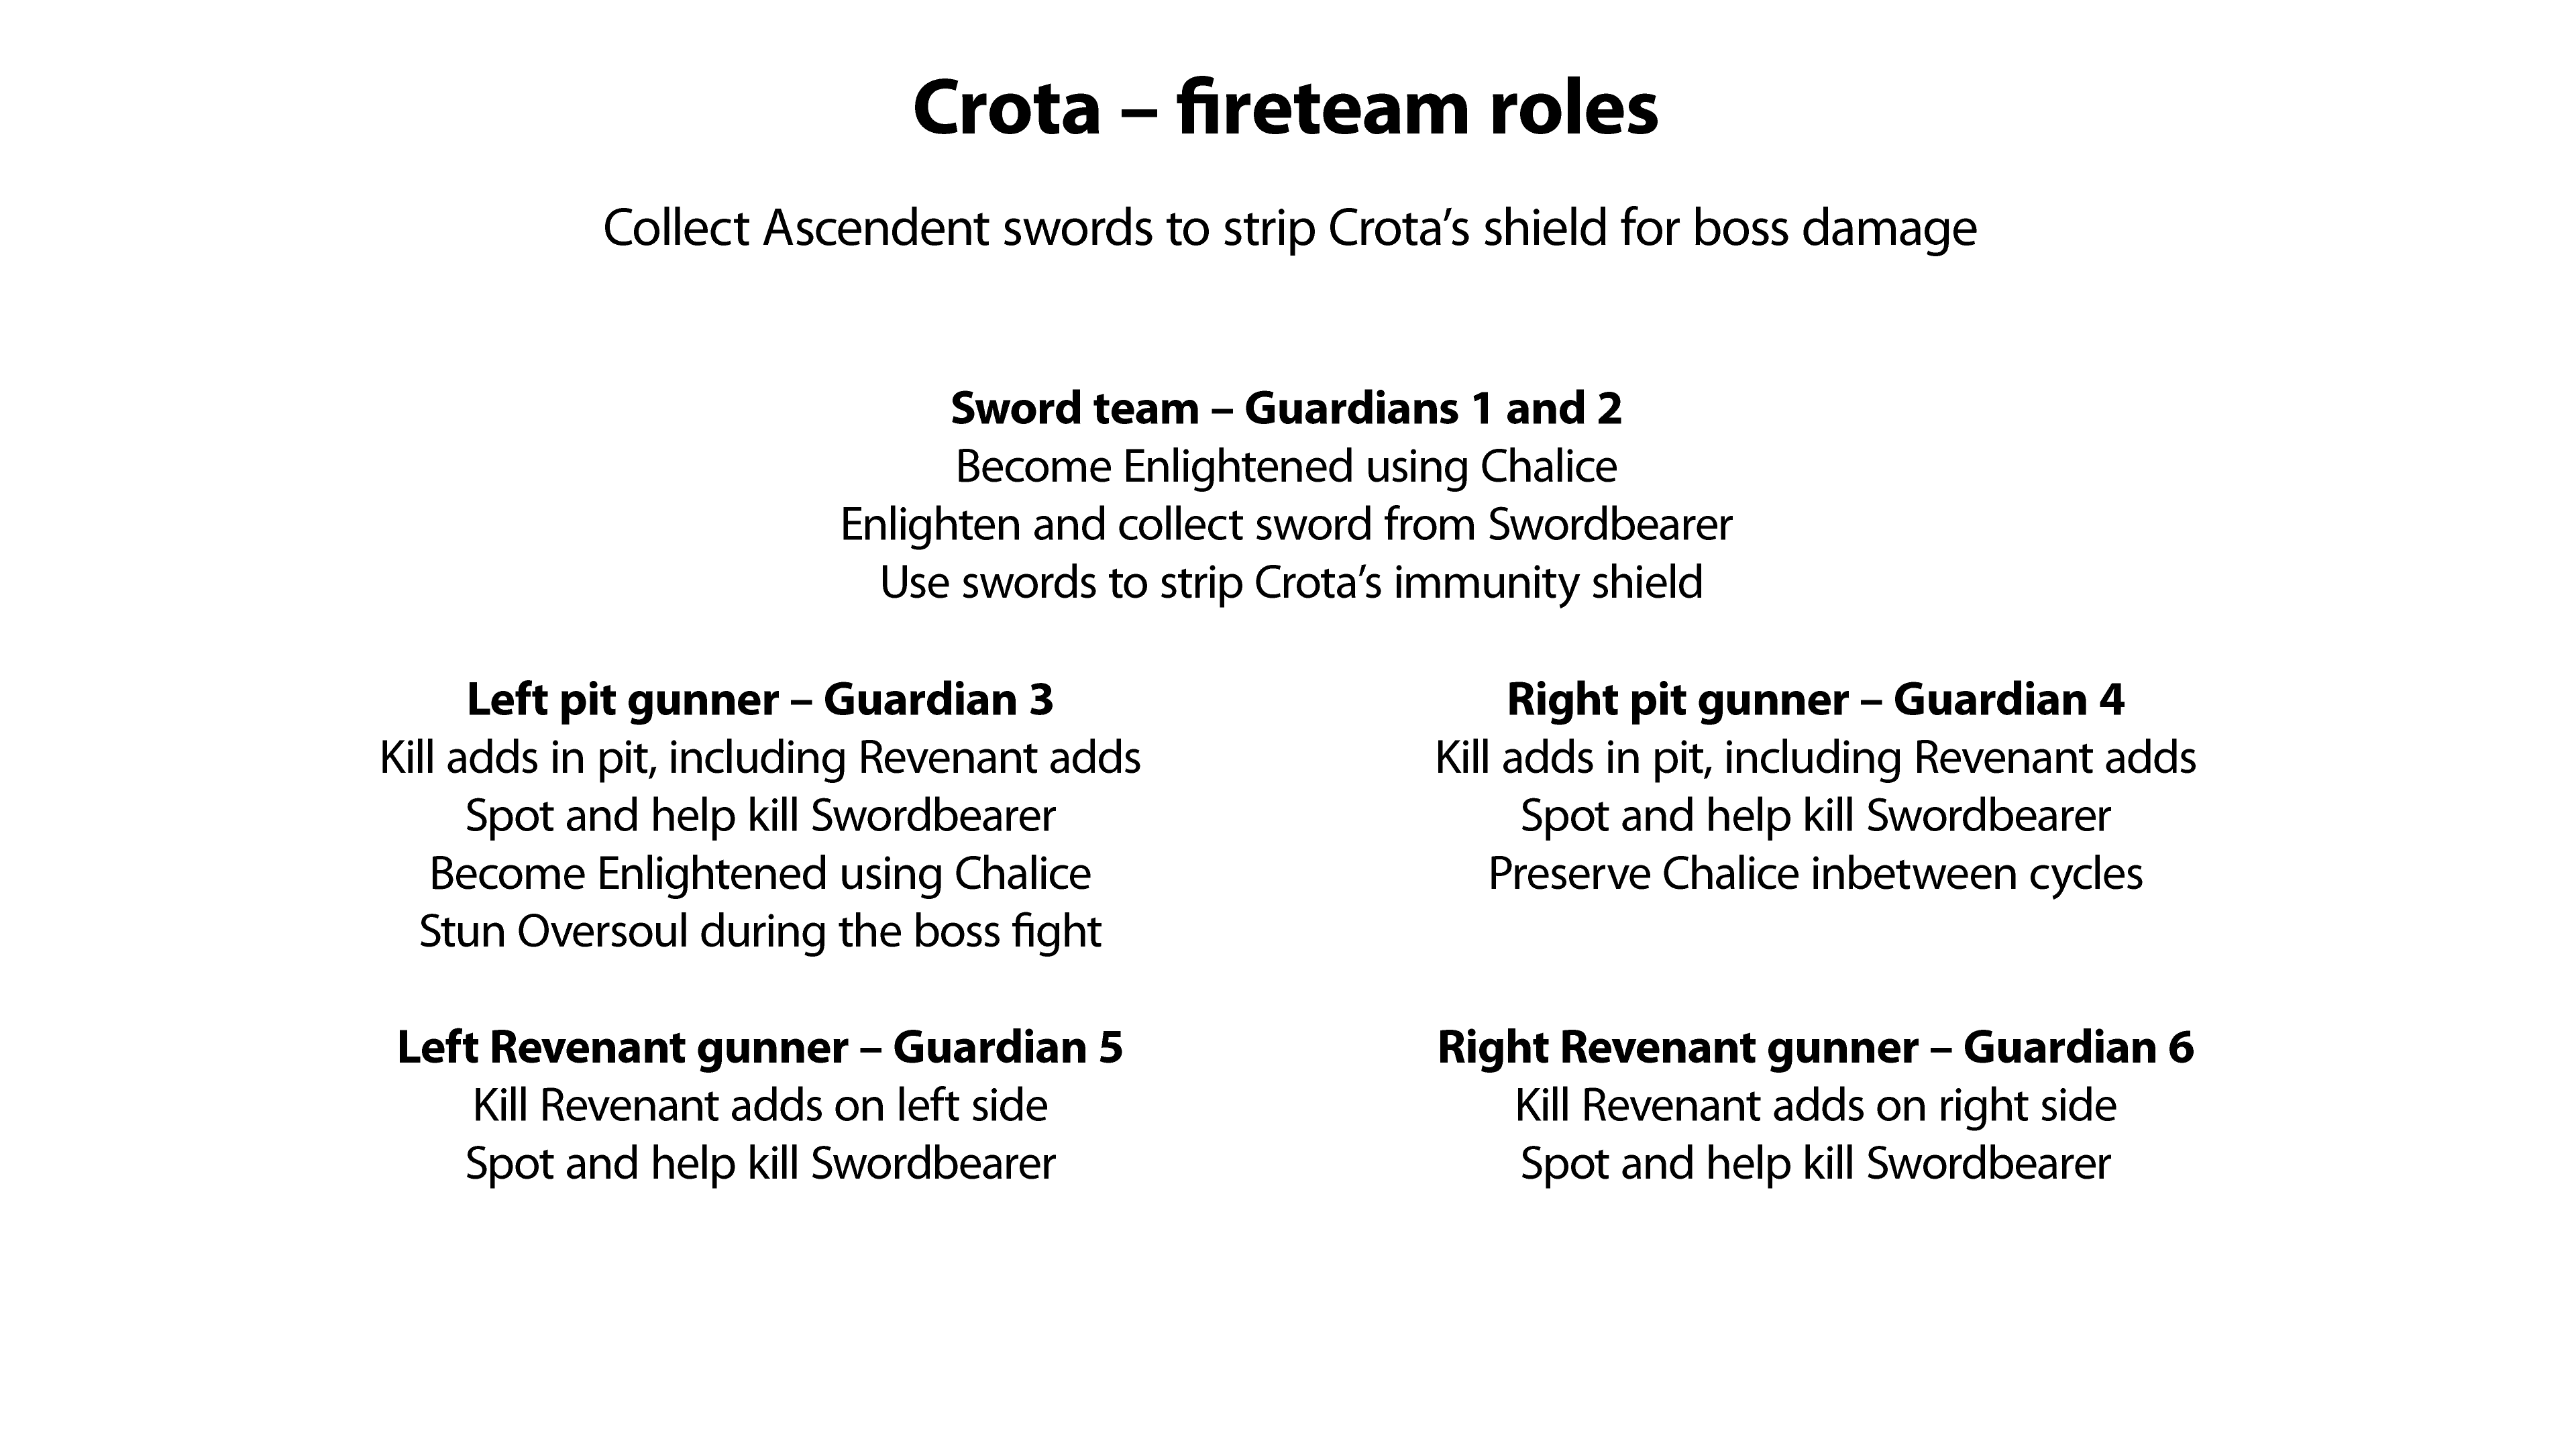 Crota – fireteam roles
Collect Ascendent swords to strip Crota’s shield for boss damage
Sword team – Guardians 1 and 2
Become Enlightened using Chalice
Enlighten and collect sword from Swordbearer
Use swords to strip Crota’s immunity shield
Left pit gunner – Guardian 3
Kill adds in pit, including Revenant adds
Spot and help kill Swordbearer
Become Enlightened using Chalice
Stun Oversoul during the boss fight
Right pit gunner – Guardian 4
Kill adds in pit, including Revenant adds
Spot and help kill Swordbearer
Preserve Chalice inbetween cycles
Left Revenant gunner – Guardian 5
Kill Revenant adds on left side
Spot and help kill Swordbearer
Right Revenant gunner – Guardian 6
Kill Revenant adds on right side
Spot and help kill Swordbearer